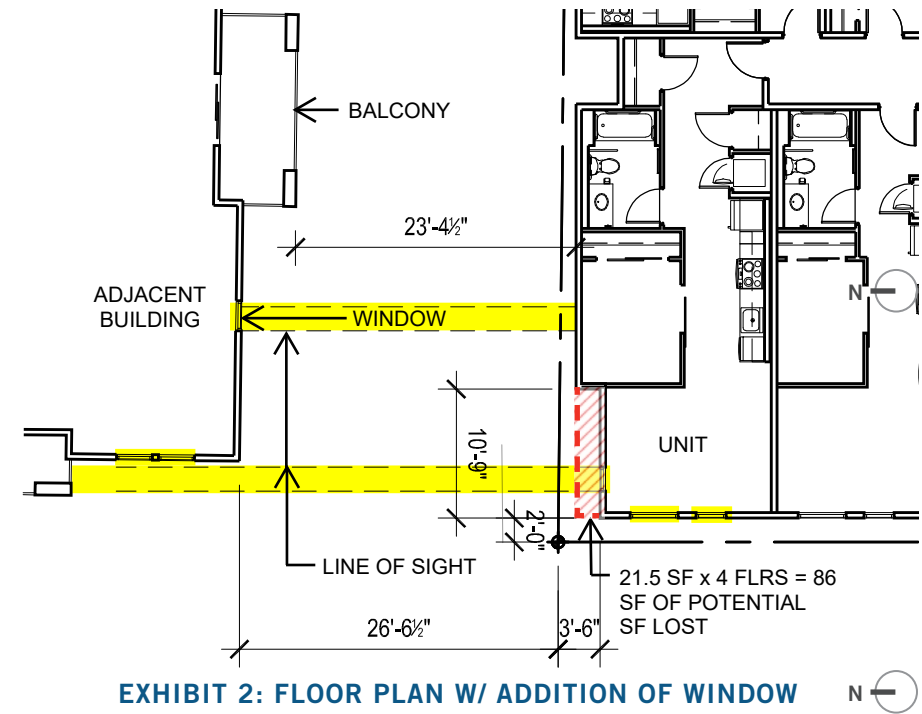 BALCONY
23'-4½"
ADJACENT
BUILDING
WINDOW
N
10'-9"
UNIT
2'-0"
LINE OF SIGHT
21.5 SF x 4 FLRS = 86
SF OF POTENTIAL
SF LOST
26'-6½"
3'-6"
EXHIBIT 2: FLOOR PLAN W/ ADDITION OF WINDOW
N